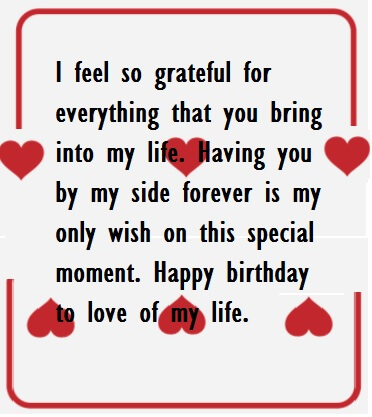 I feel so grateful for
everything that you bring
into my life. Having you
by my side forever is my
only wish on this special
moment. Happy birthday
to love of my life.